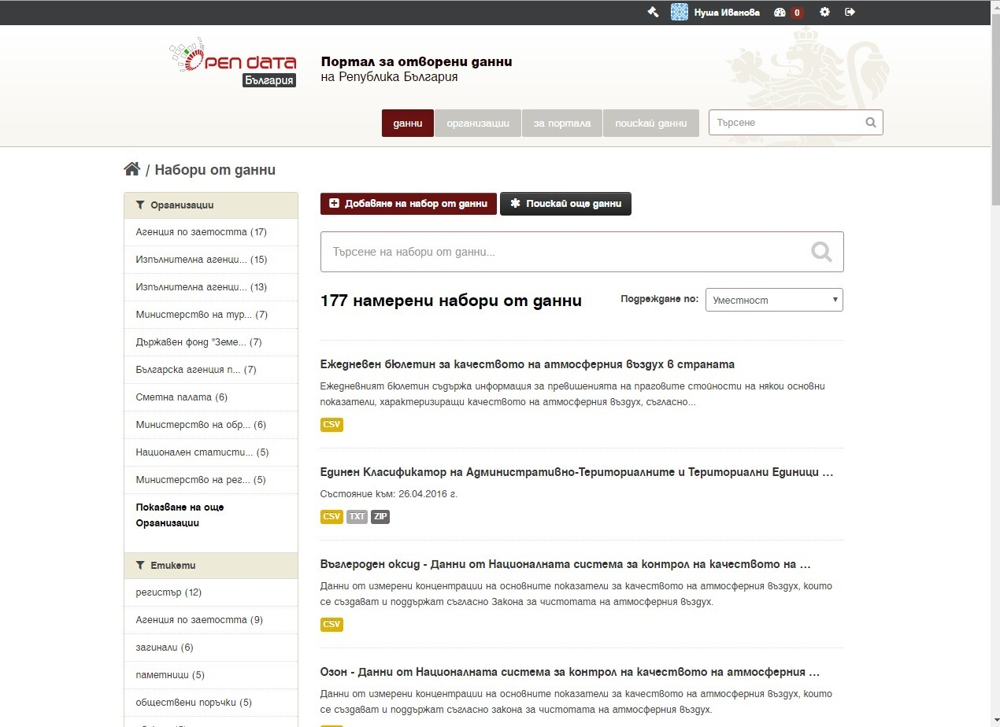 Нуша Иванова 0
Open data
България
Портал за отворени данни
на Република България
данни организации за портала поискай данни Търсене
/ Набори от данни
Организации
Агенция по заетостта (17)
Изпълнителна агенци... (15)
Изпълнителна агенци... (13)
Министерство на тур... (7)
Държавен фонд "Земе... (7)
Българска агенция п... (7)
Сметна палата (6)
Министерство на обр... (6)
Национален статисти... (5)
Министерство на рег... (5)
Показване на още
Организации
Етикети
регистър (12)
Агенция по заетостта (9)
загинали (6)
паметници (5)
обществени поръчки (5)
Добавяне на набор от данни Поискай още данни
Търсене на набори от данни...
177 намерени набори от данни
Подреждане по: Уместност
Ежедневен бюлетин за качеството на атмосферния въздух в страната
Ежедневният бюлетин съдържа информация за превишенията на праговите стойности на някои основни
показатели, характеризиращи качеството на атмосферния въздух, съгласно...
CSV
Единен Класификатор на Административно-Териториалните и Териториални Единици ...
Състояние към: 26.04.2016 г.
CSV TXT ZIP
Въглероден оксид - Данни от Националната система за контрол на качеството на ...
Данни от измерени концентрации на основните показатели за качеството на атмосферния въздух, които
се създават и поддържат съгласно Закона за чистотата на атмосферния въздух.
CSV
Озон - Данни от Националната система за контрол на качеството на атмосферния ...
Данни от измерени концентрации на основните показатели за качеството на атмосферния въздух, които
се създават и поддържат съгласно закона за чистотата на атмосферния въздух.